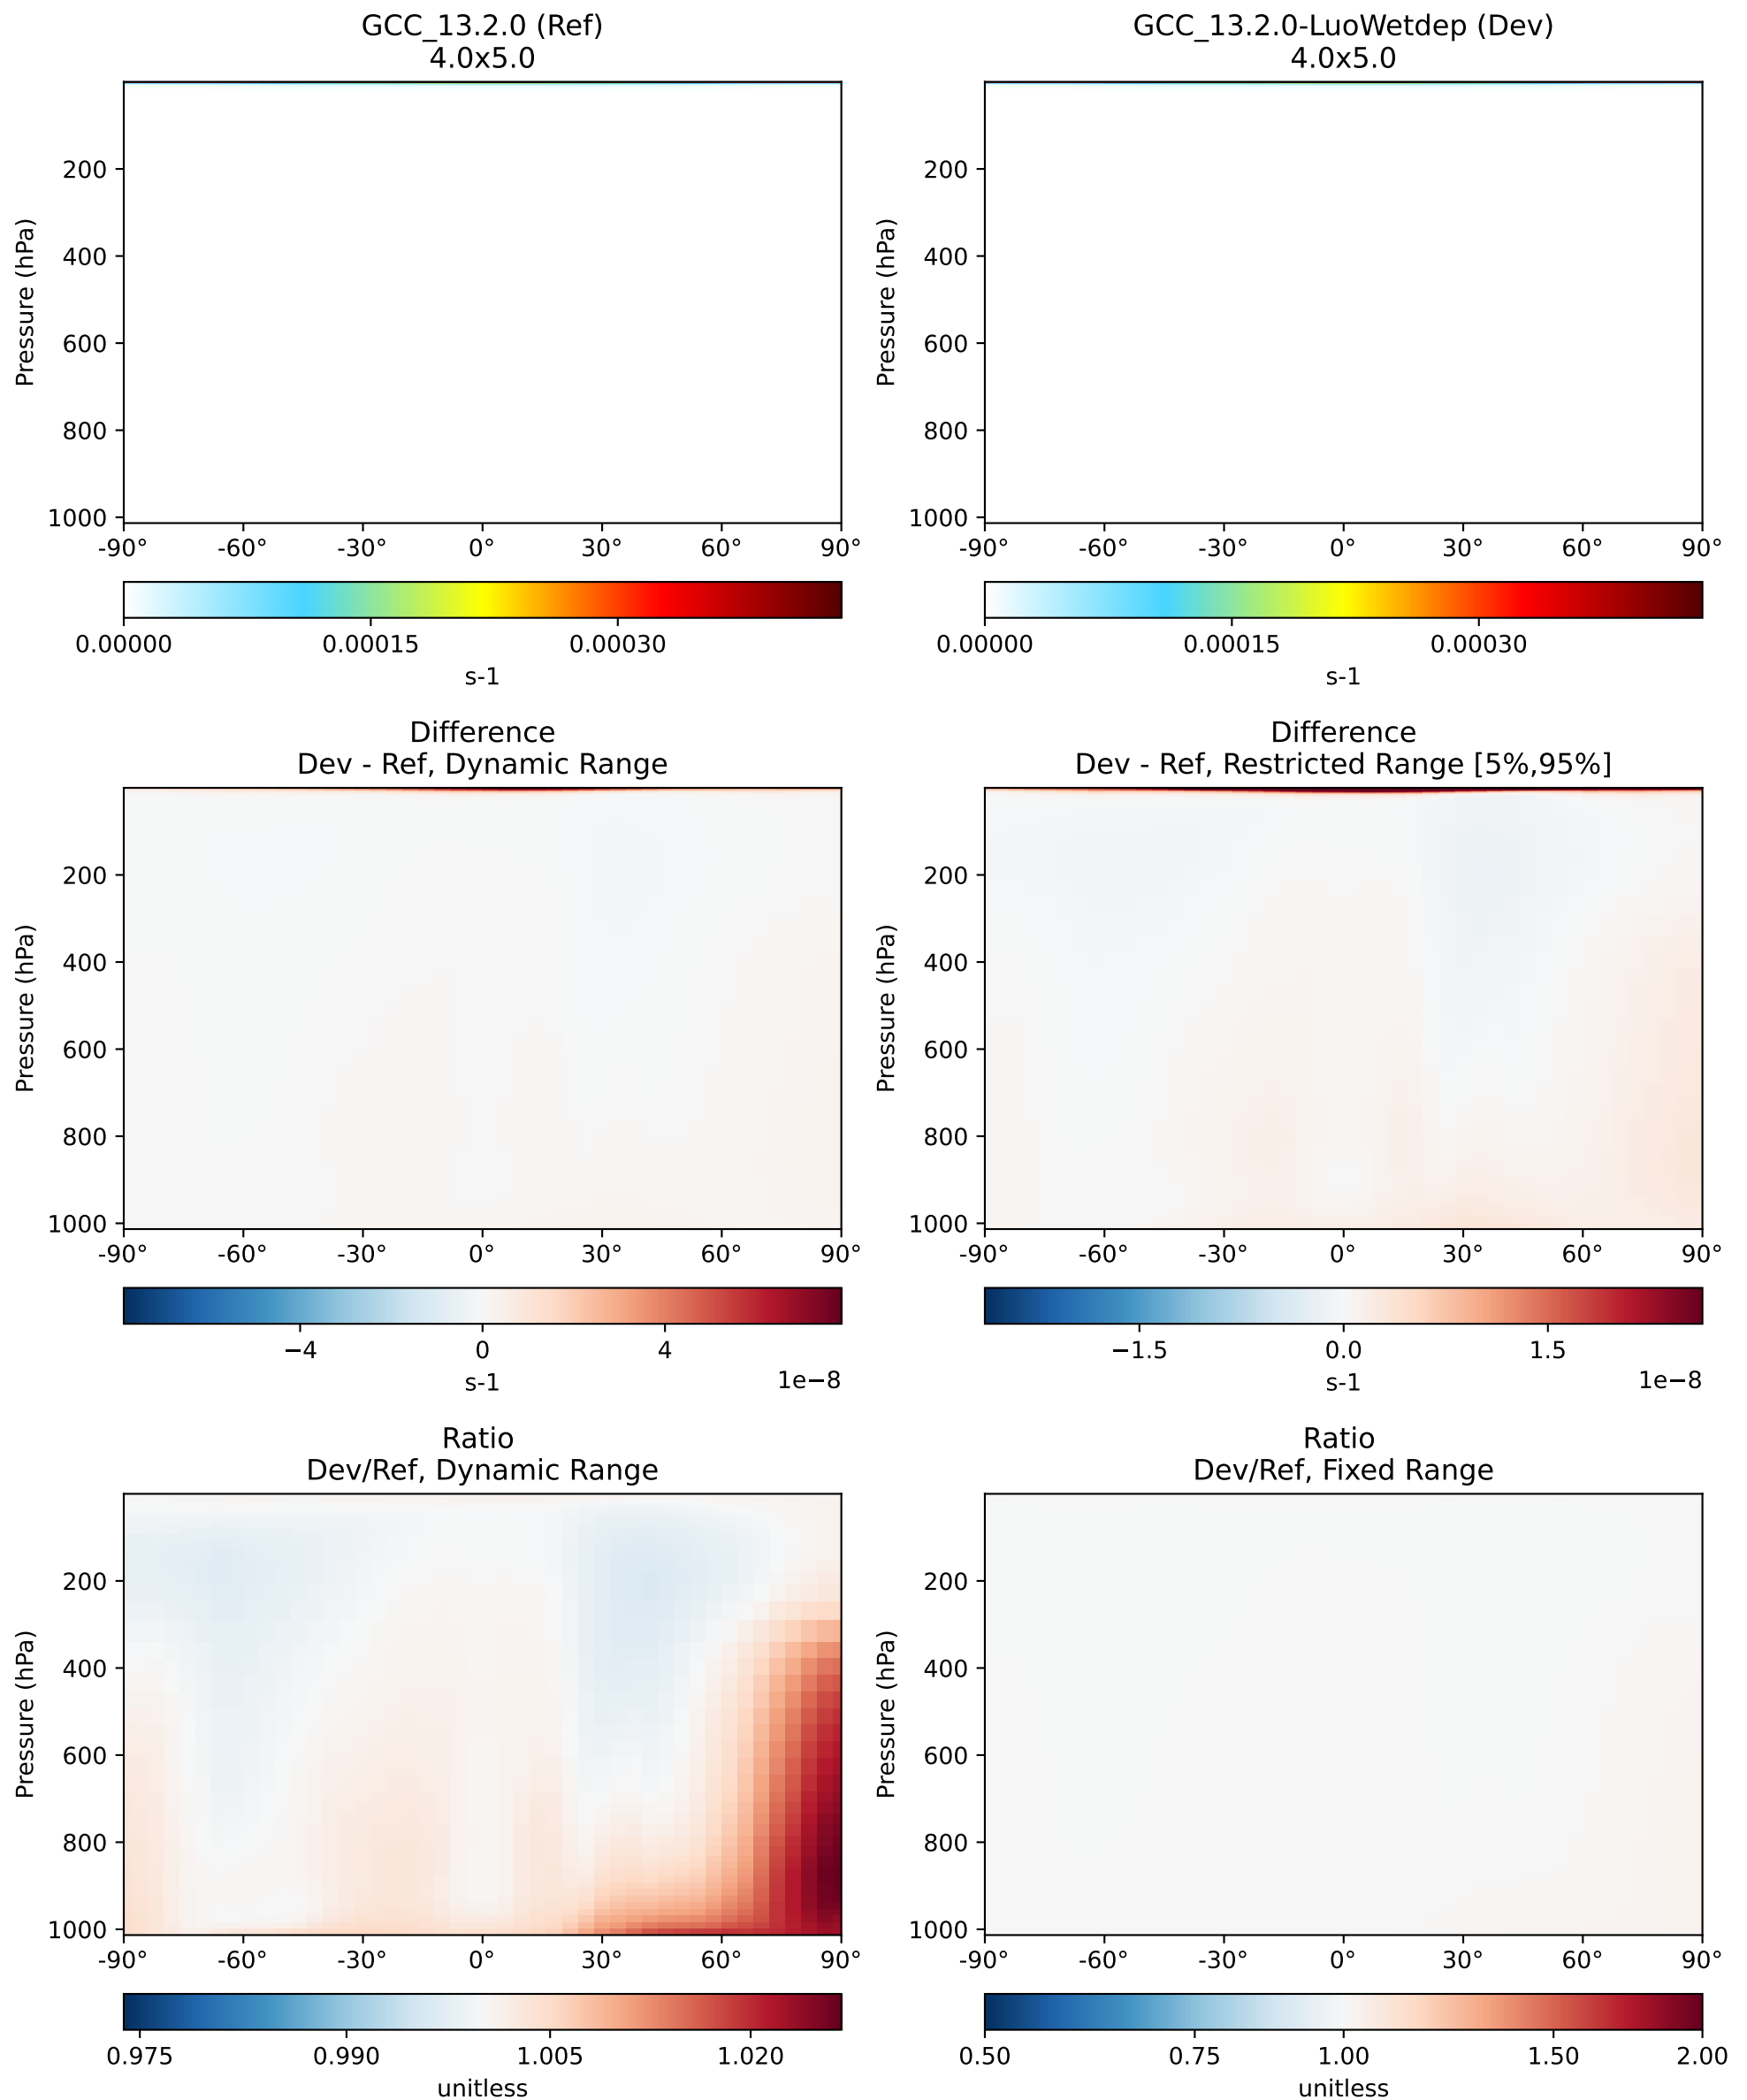 GCC_13.2.0 (Ref)
4.0x5.0
GCC_13.2.0-LuoWetdep (Dev)
4.0x5.0
Pressure (hPa)
200
400
600
800
1000
-90° -60° -30° 0° 30° 60° 90°
0.00000 0.00015 0.00030
s-1
Pressure (hPa)
200
400
600
800
1000
-90° -60° -30° 0° 30° 60° 90°
0.00000 0.00015 0.00030
s-1
Difference
Dev - Ref, Dynamic Range
Difference
Dev - Ref, Restricted Range [5%,95%]
Pressure (hPa)
200
400
600
800
1000
-90° -60° -30° 0° 30° 60° 90°
−4 0 4
s-1
1e−8
Pressure (hPa)
200
400
600
800
1000
-90° -60° -30° 0° 30° 60° 90°
−1.5 0.0 1.5
s-1
1e−8
Ratio
Dev/Ref, Dynamic Range
Ratio
Dev/Ref, Fixed Range
Pressure (hPa)
200
400
600
800
1000
-90° -60° -30° 0° 30° 60° 90°
0.975 0.990 1.005 1.020
unitless
Pressure (hPa)
200
400
600
800
1000
-90° -60° -30° 0° 30° 60° 90°
0.50 0.75 1.00 1.50 2.00
unitless